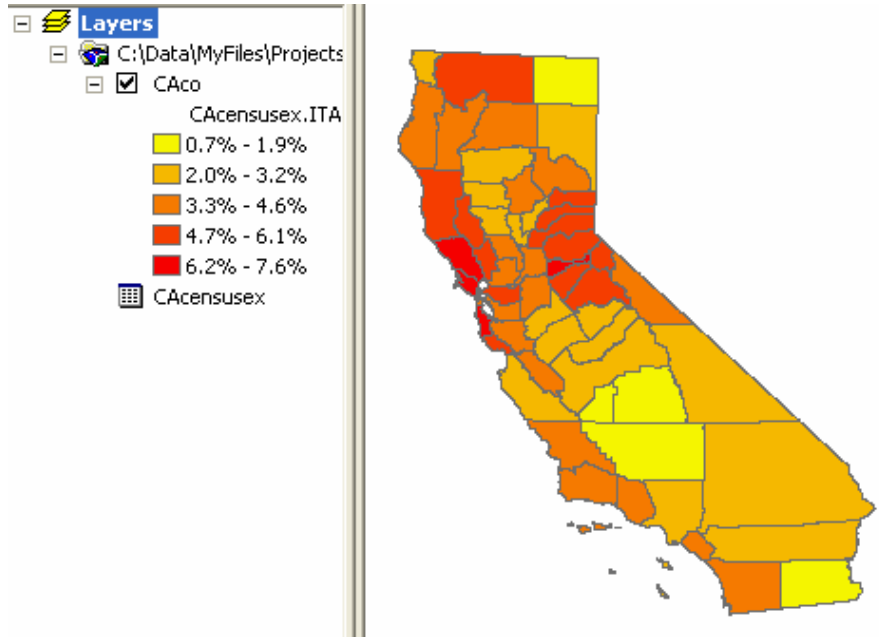 Layers
C:\Data\MyFiles\Projects
CAco
CAcensusex.ITA
0.7% - 1.9%
2.0% - 3.2%
3.3% - 4.6%
4.7% - 6.1%
6.2% - 7.6%
CAcensusex